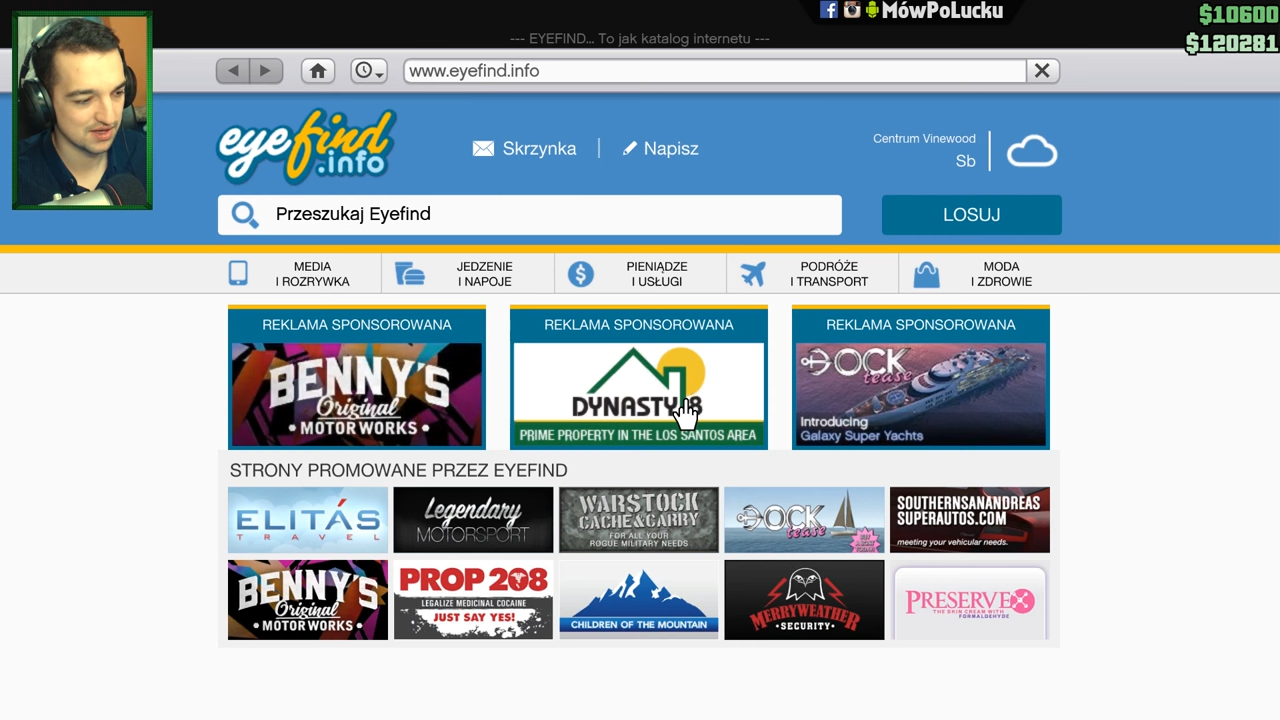 MówPoLucku
$10600
$120281
--- EYEFIND... To jak katalog internetu ---
www.eyefind.info
eyefind
.info
Skrzynka
Napisz
Centrum Vinewood
Sb
Przeszukaj Eyefind
LOSUJ
MEDIA
I ROZRYWKA
JEDZENIE
I NAPOJE
PIENIĄDZE
I USŁUGI
PODRÓŻE
I TRANSPORT
MODA
I ZDROWIE
REKLAMA SPONSOROWANA
BENNY'S
Original
• MOTOR WORKS •
REKLAMA SPONSOROWANA
DYNASTY 8
PRIME PROPERTY IN THE LOS SANTOS AREA
REKLAMA SPONSOROWANA
DOCK
tease
Introducing
Galaxy Super Yachts
STRONY PROMOWANE PRZEZ EYEFIND
ELITÁS
TRAVEL
Legendary
MOTORSPORT
WARSTOCK
CACHE&CARRY
FOR ALL YOUR
ROGUE MILITARY NEEDS
DOCK
tease
SOUTHERNSANANDREAS
SUPERAUTOS.COM
meeting your vehicular needs.
BENNY'S
Original
• MOTOR WORKS •
PROP 208
LEGALIZE MEDICINAL COCAINE
JUST SAY YES!
CHILDREN OF THE MOUNTAIN
MERRYWEATHER
• SECURITY •
PRESERVEX
THE SKIN CREAM WITH
FORMALDEHYDE